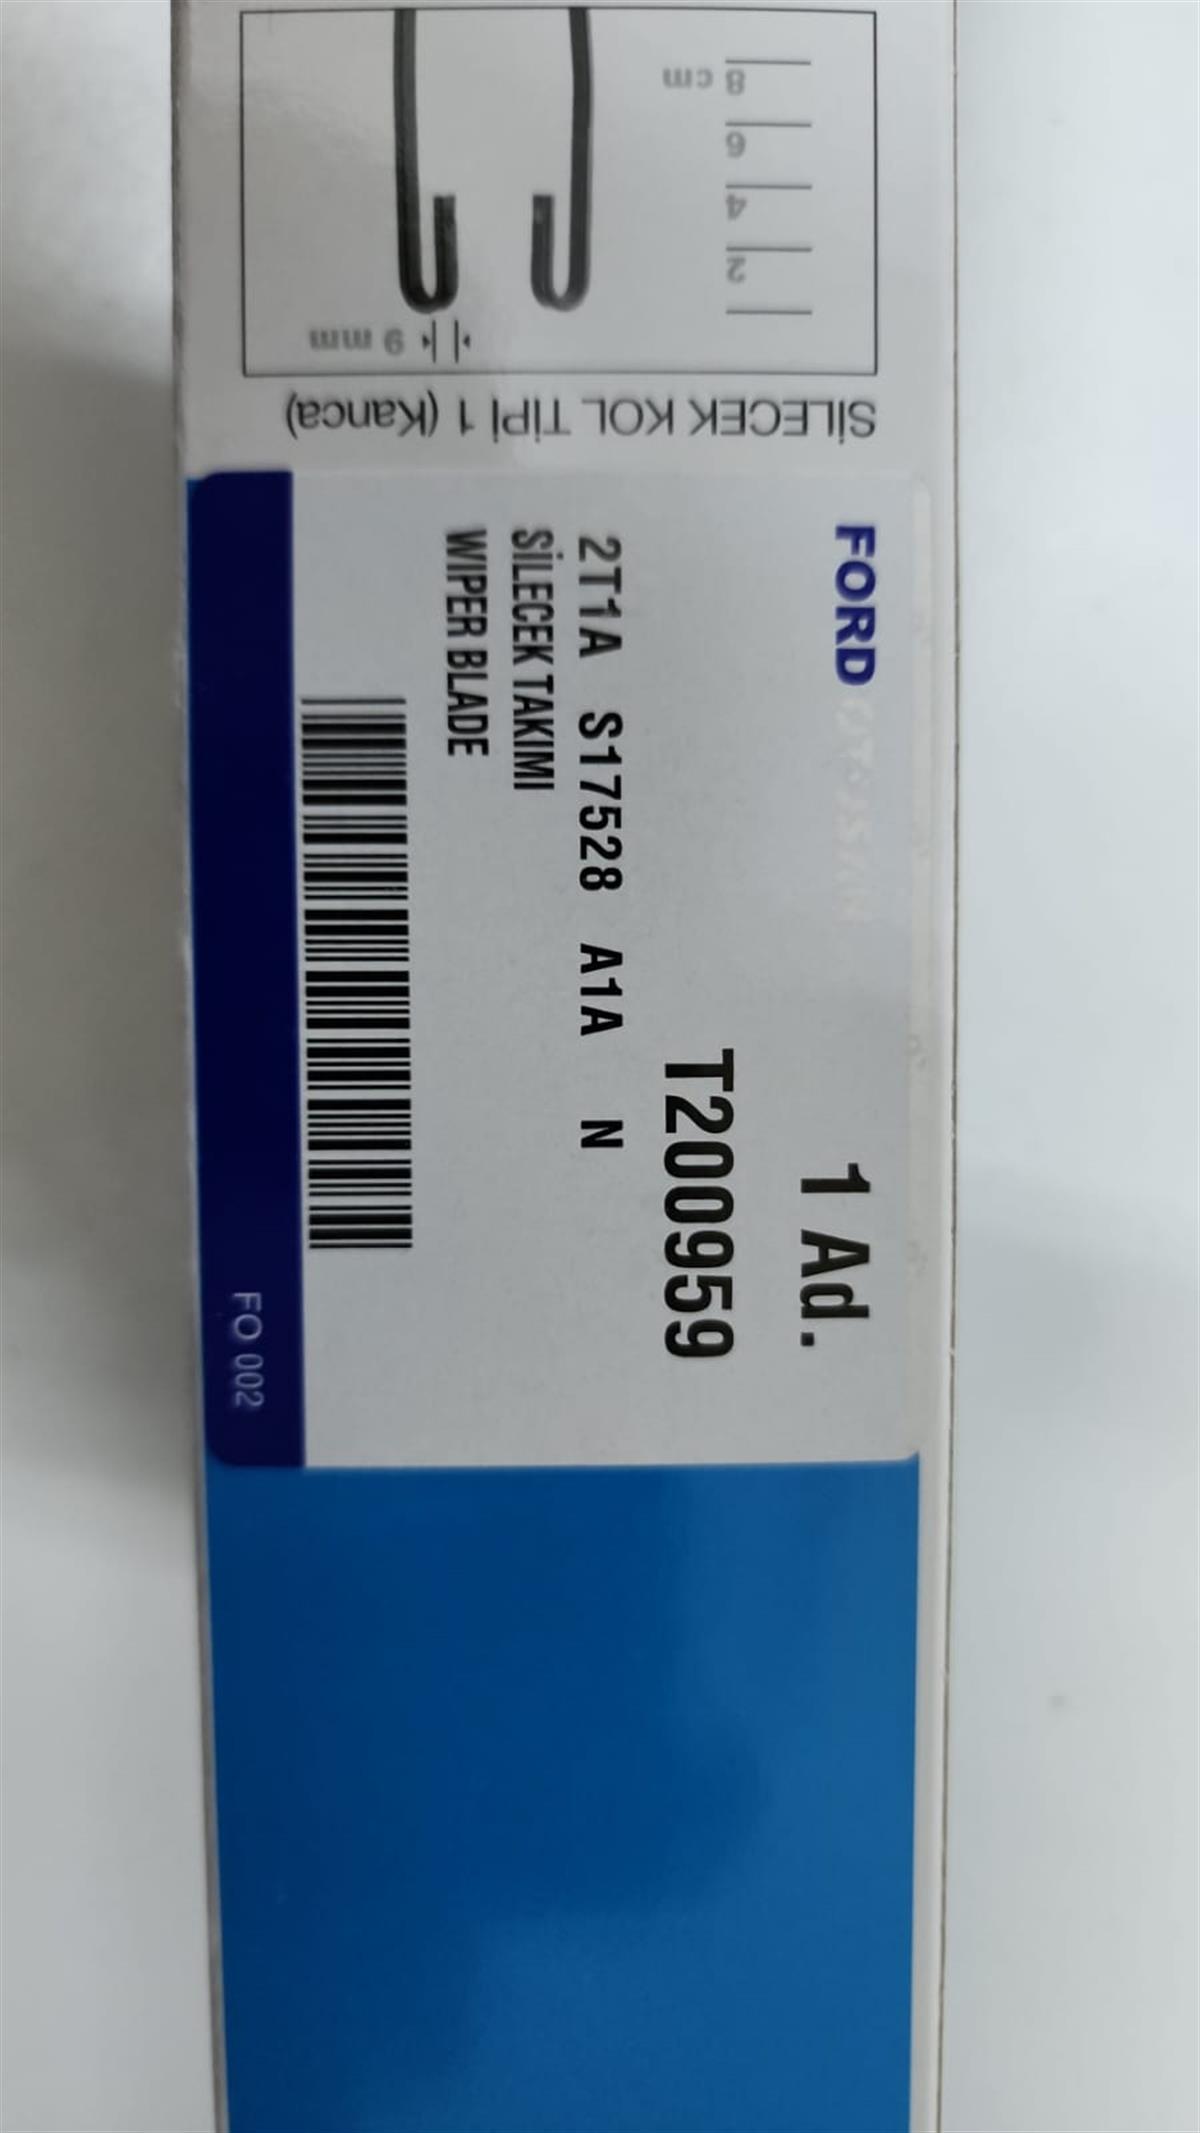 8 cm
6
4
2
9 mm
SİLECEK KOL TİPİ 1 (Kanca)
FORD OTOSAN
1 Ad.
T200959
2T1A S17528 A1A N
SİLECEK TAKIMI
WIPER BLADE
FO 002